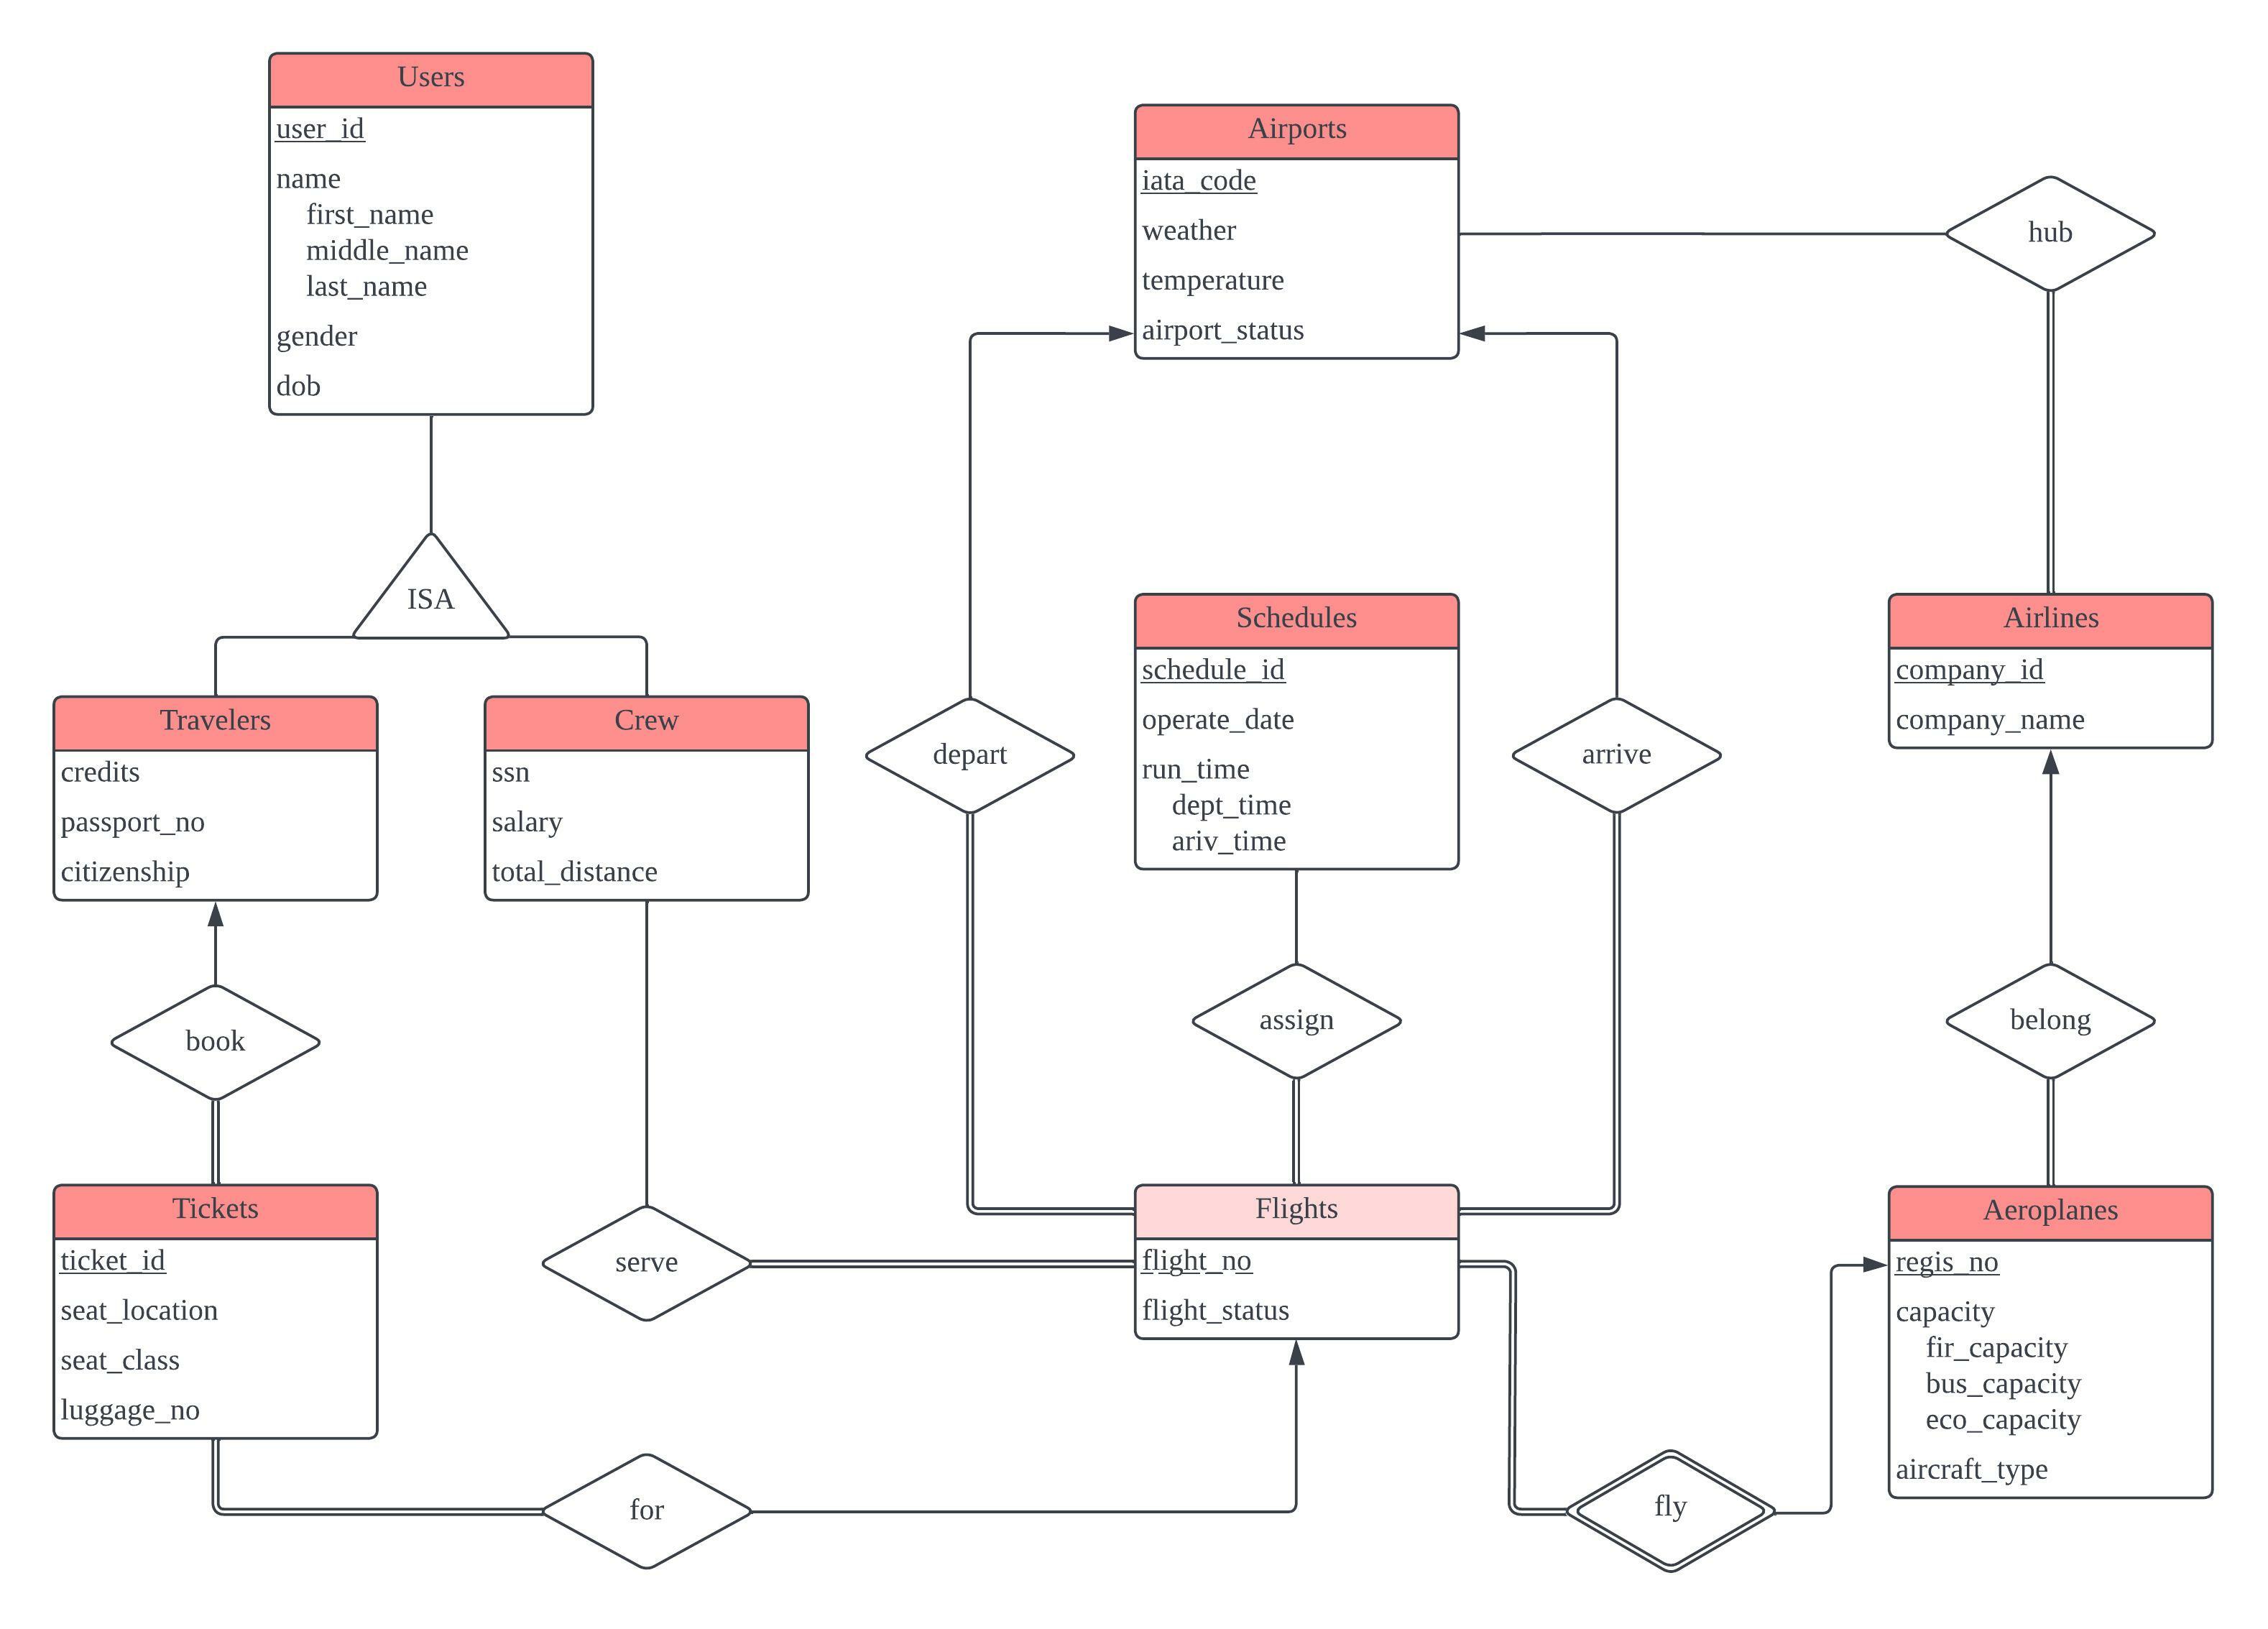 Users
user_id
name
first_name
middle_name
last_name
gender
dob
ISA
Travelers
credits
passport_no
citizenship
Crew
ssn
salary
total_distance
book
Tickets
ticket_id
seat_location
seat_class
luggage_no
serve
for
Airports
iata_code
weather
temperature
airport_status
hub
depart
Schedules
schedule_id
operate_date
run_time
dept_time
ariv_time
arrive
Airlines
company_id
company_name
assign
belong
Flights
flight_no
flight_status
fly
Aeroplanes
regis_no
capacity
fir_capacity
bus_capacity
eco_capacity
aircraft_type